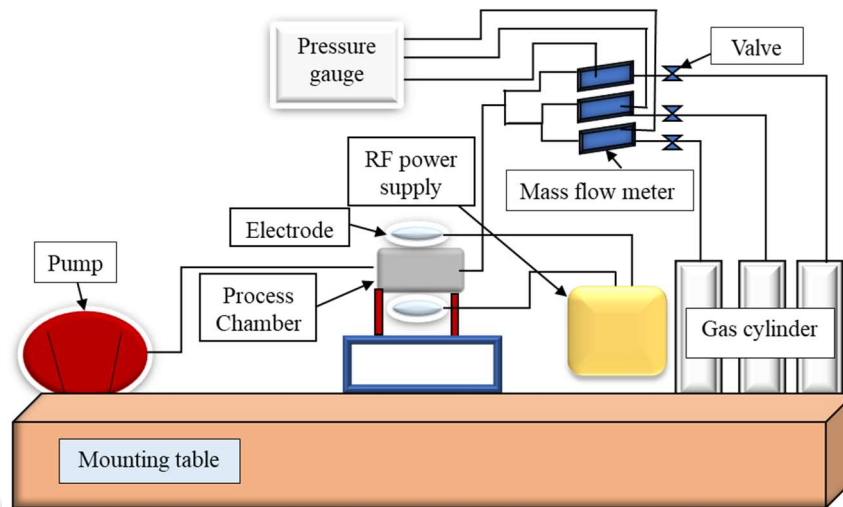 Pressure
gauge
Valve
RF power
supply
Mass flow meter
Electrode
Pump
Process
Chamber
Gas cylinder
Mounting table